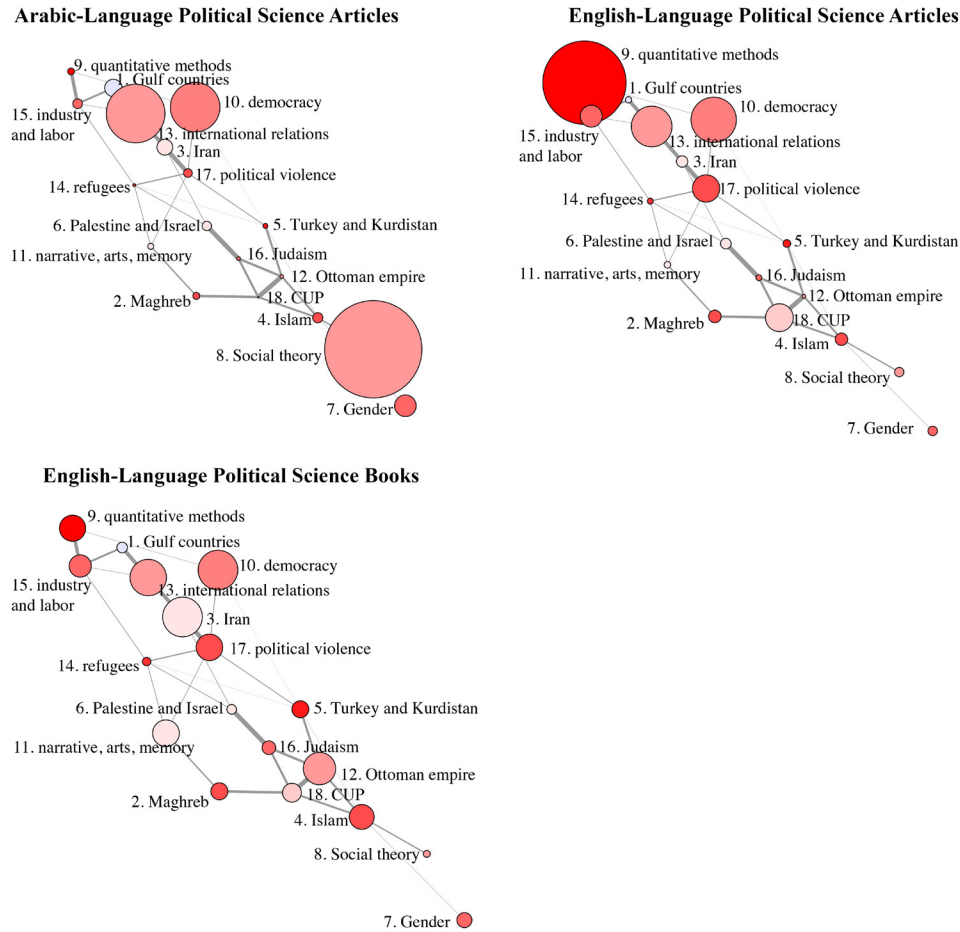 Arabic-Language Political Science Articles
9. quantitative methods
1. Gulf countries
10. democracy
15. industry
and labor
13. international relations
3. Iran
17. political violence
14. refugees
6. Palestine and Israel
5. Turkey and Kurdistan
11. narrative, arts, memory
16. Judaism
12. Ottoman empire
2. Maghreb
18. CUP
4. Islam
8. Social theory
7. Gender
English-Language Political Science Articles
9. quantitative methods
1. Gulf countries
10. democracy
15. industry
and labor
13. international relations
3. Iran
17. political violence
14. refugees
6. Palestine and Israel
5. Turkey and Kurdistan
11. narrative, arts, memory
16. Judaism
12. Ottoman empire
2. Maghreb
18. CUP
4. Islam
8. Social theory
7. Gender
English-Language Political Science Books
9. quantitative methods
1. Gulf countries
10. democracy
15. industry
and labor
13. international relations
3. Iran
17. political violence
14. refugees
6. Palestine and Israel
5. Turkey and Kurdistan
11. narrative, arts, memory
16. Judaism
12. Ottoman empire
2. Maghreb
18. CUP
4. Islam
8. Social theory
7. Gender